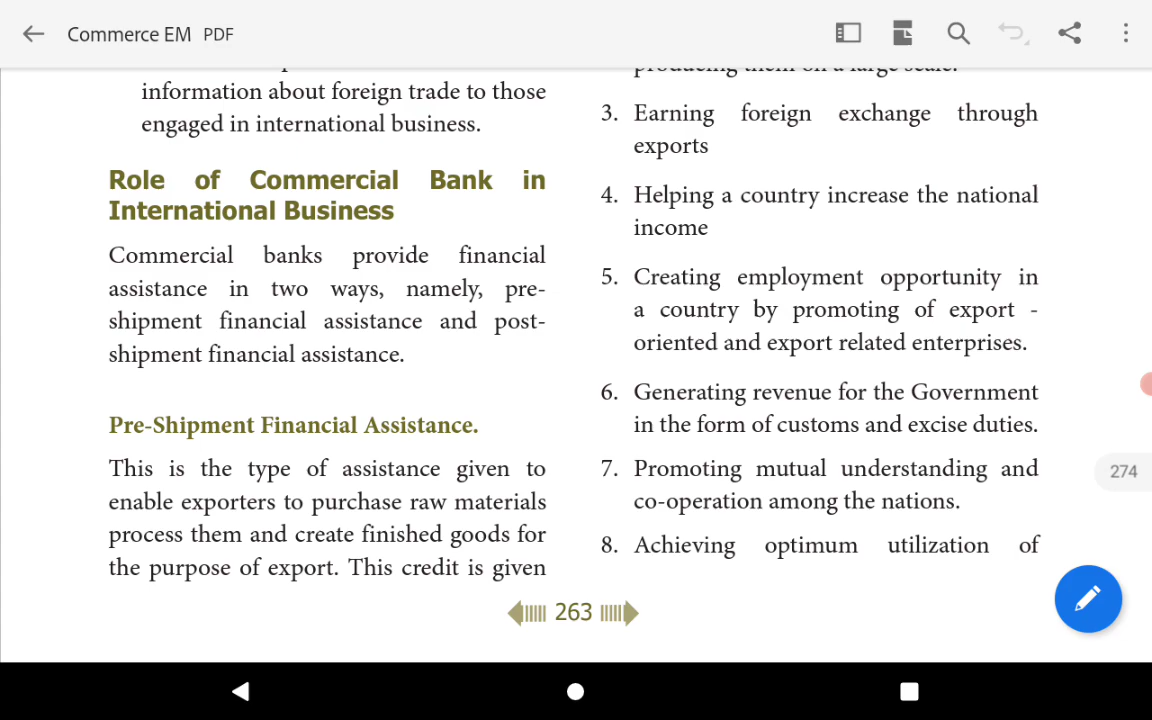 Commerce EM PDF
information about foreign trade to those
engaged in international business.
Role of Commercial Bank in
International Business
Commercial banks provide financial
assistance in two ways, namely, pre-
shipment financial assistance and post-
shipment financial assistance.
Pre-Shipment Financial Assistance.
This is the type of assistance given to
enable exporters to purchase raw materials
process them and create finished goods for
the purpose of export. This credit is given
producing them on a large scale.
3. Earning foreign exchange through
exports
4. Helping a country increase the national
income
5. Creating employment opportunity in
a country by promoting of export -
oriented and export related enterprises.
6. Generating revenue for the Government
in the form of customs and excise duties.
7. Promoting mutual understanding and
co-operation among the nations.
8. Achieving optimum utilization of
274
263